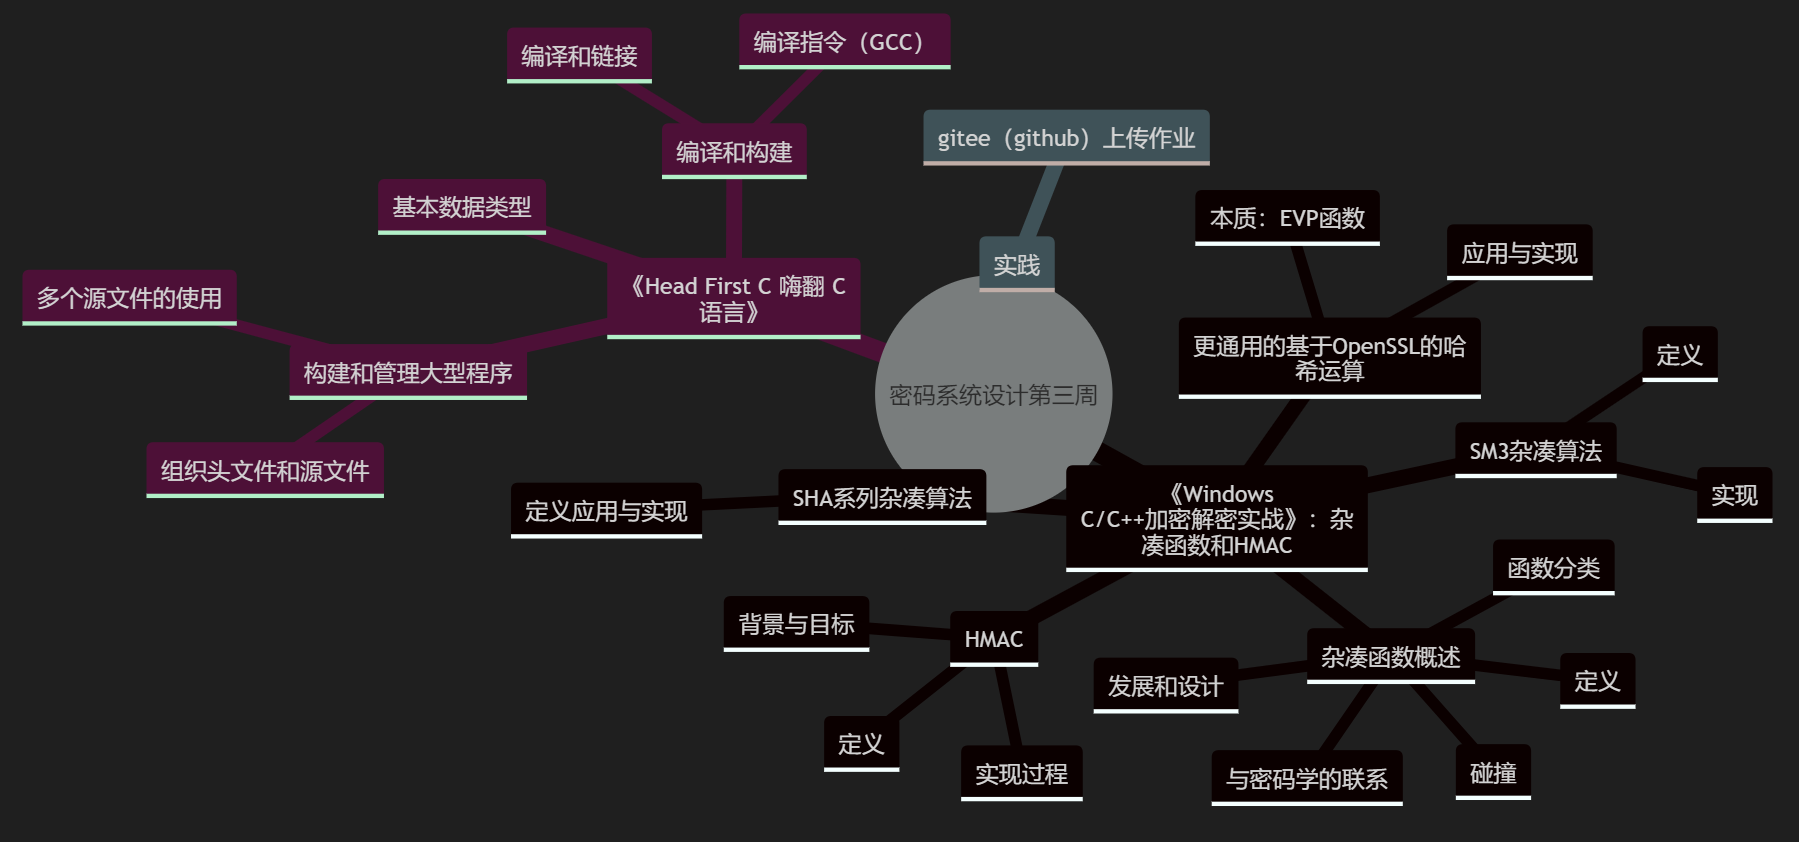 编译和链接
编译指令（GCC）
编译和构建
gitee（github）上传作业
基本数据类型
本质：EVP函数
应用与实现
实践
《Head First C 嗨翻 C
语言》
多个源文件的使用
更通用的基于OpenSSL的哈
希运算
定义
构建和管理大型程序
密码系统设计第三周
SM3杂凑算法
组织头文件和源文件
实现
SHA系列杂凑算法
定义应用与实现
《Windows
C/C++加密解密实战》：杂
凑函数和HMAC
函数分类
背景与目标
HMAC
杂凑函数概述
发展和设计
定义
定义
实现过程
与密码学的联系
碰撞